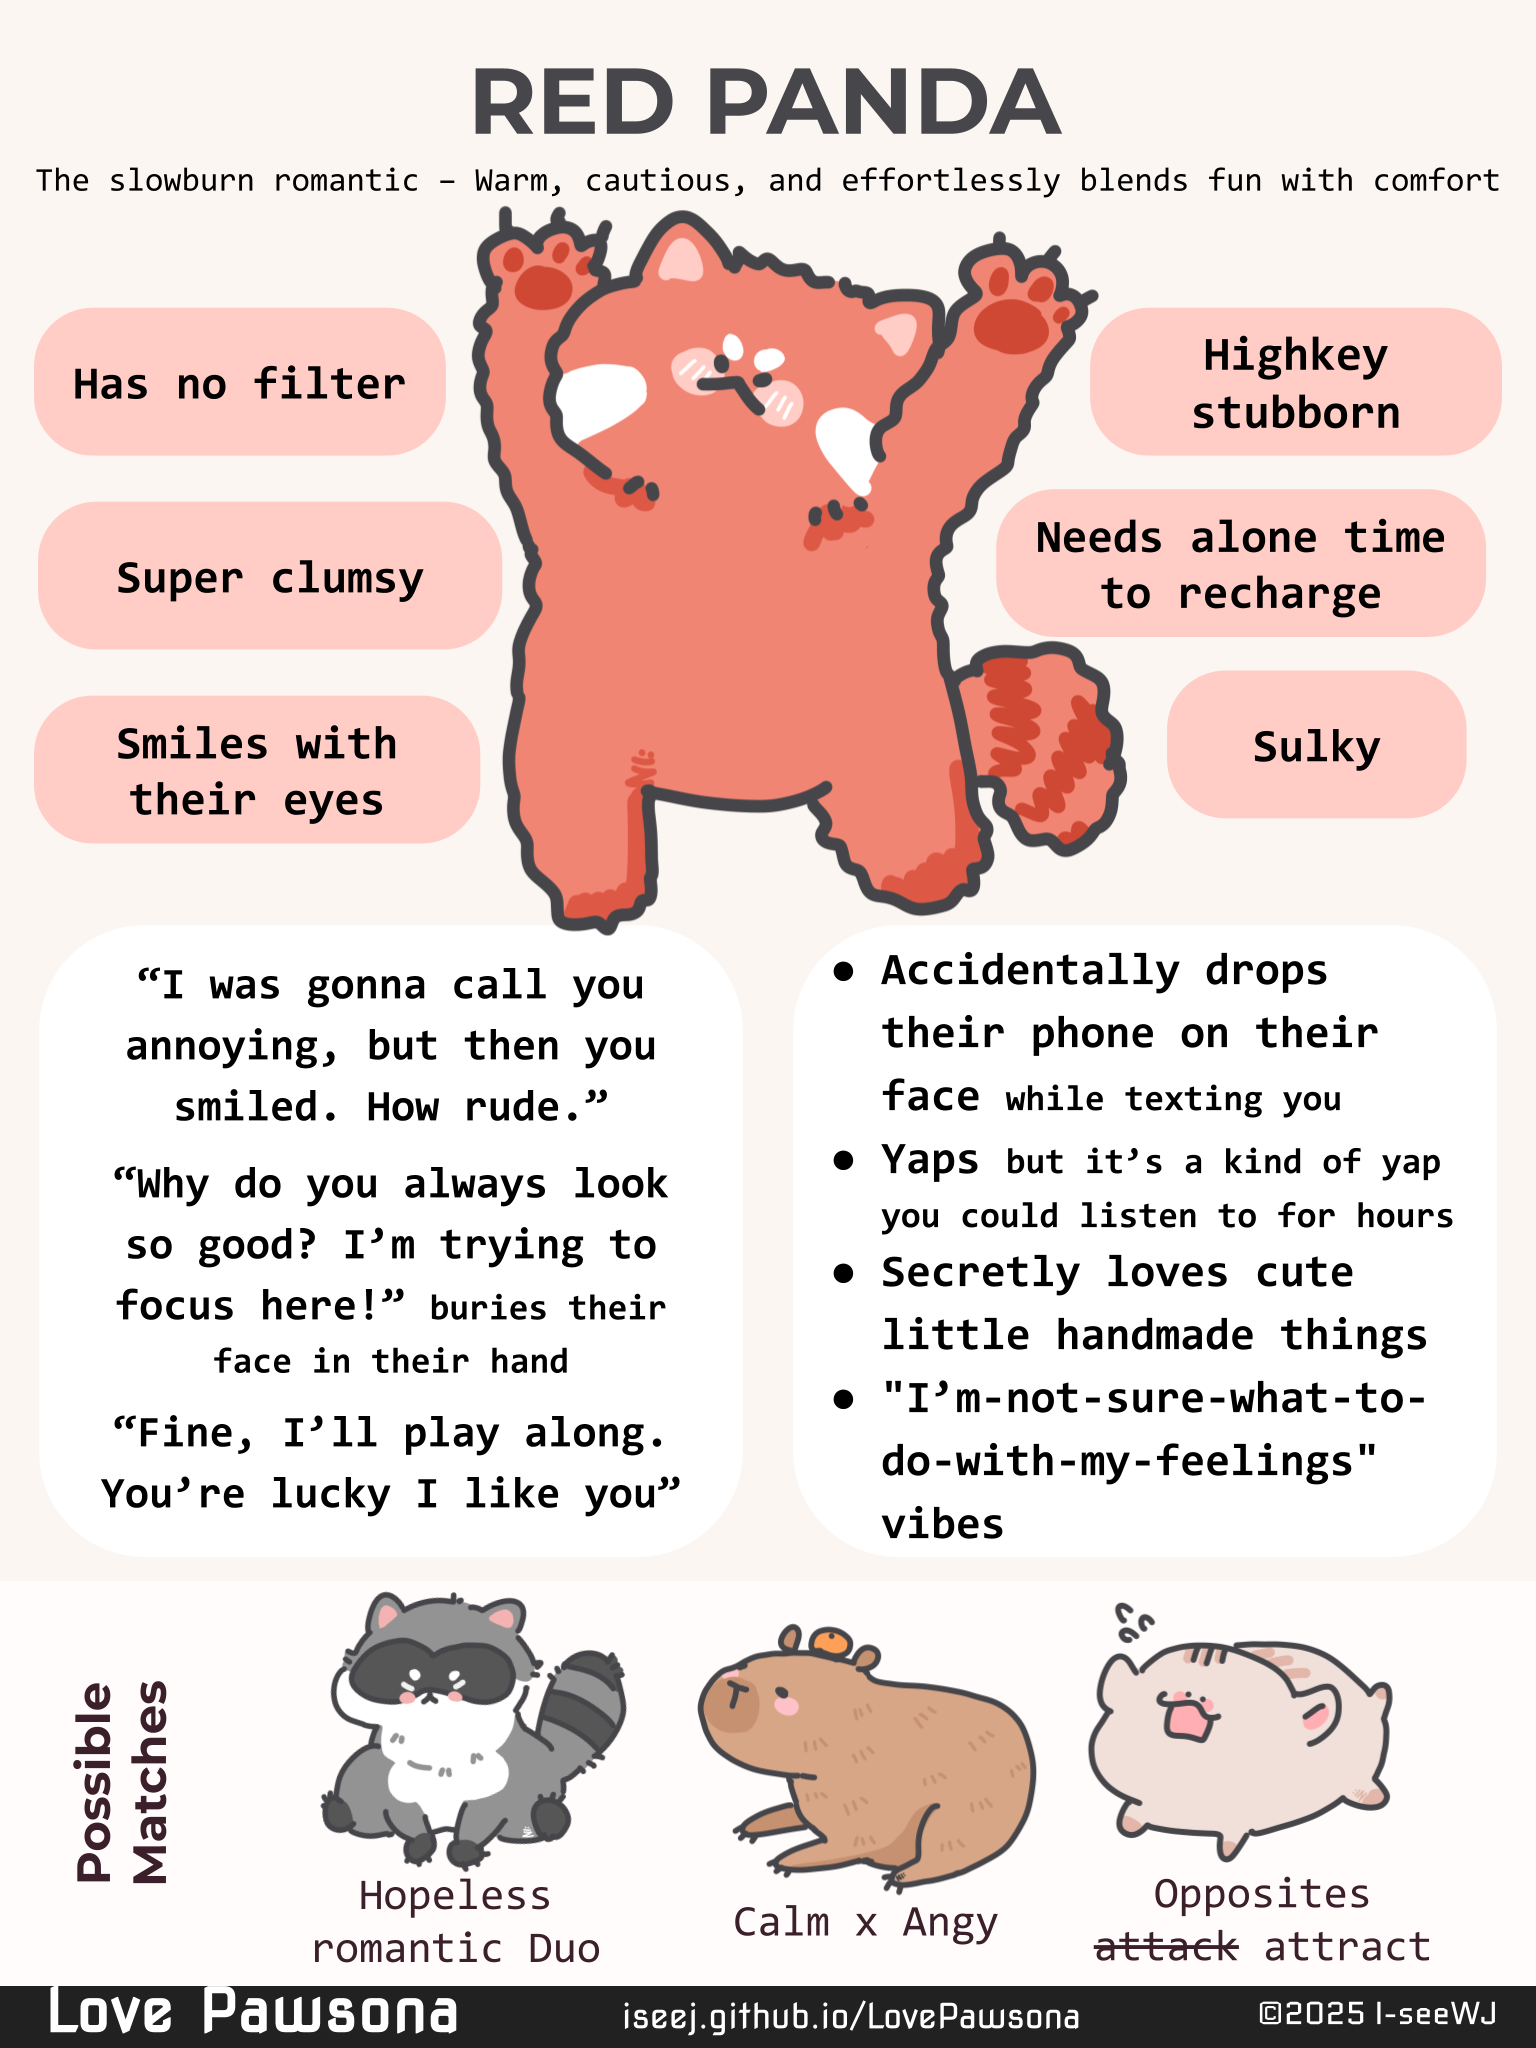 RED PANDA
The slowburn romantic – Warm, cautious, and effortlessly blends fun with comfort
Has no filter
Super clumsy
Smiles with
their eyes
Highkey
stubborn
Needs alone time
to recharge
Sulky
“I was gonna call you
annoying, but then you
smiled. How rude.”
“Why do you always look
so good? I’m trying to
focus here!” buries their
face in their hand
“Fine, I’ll play along.
You’re lucky I like you”
● Accidentally drops
their phone on their
face while texting you
● Yaps but it’s a kind of yap
you could listen to for hours
● Secretly loves cute
little handmade things
● "I’m-not-sure-what-to-
do-with-my-feelings"
vibes
Possible
Matches
Hopeless
romantic Duo
Calm x Angy
Opposites
attack attract
Love Pawsona
iseej.github.io/LovePawsona
©2025 I-seeWJ